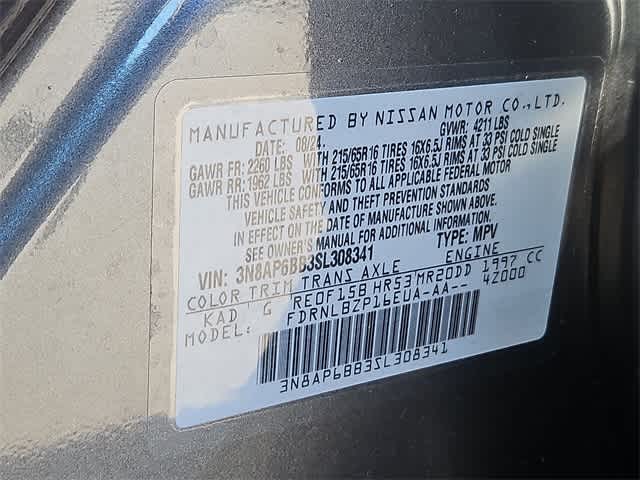 MANUFACTURED BY NISSAN MOTOR CO.,LTD.
DATE: 08/24. GVWR: 4211 LBS
GAWR FR: 2260 LBS WITH 215/65R16 TIRES 16X6.5J RIMS AT 33 PSI COLD SINGLE
GAWR RR: 1962 LBS WITH 215/65R16 TIRES 16X6.5J RIMS AT 33 PSI COLD SINGLE
THIS VEHICLE CONFORMS TO ALL APPLICABLE FEDERAL MOTOR
VEHICLE SAFETY AND THEFT PREVENTION STANDARDS
IN EFFECT ON THE DATE OF MANUFACTURE SHOWN ABOVE.
SEE OWNER'S MANUAL FOR ADDITIONAL INFORMATION.
VIN: 3N8AP6BB3SL308341 TYPE: MPV
COLOR TRIM TRANS AXLE ENGINE
KAD G RE0F15B HR53 MR20DD 1997 CC
MODEL: FDRNLBZP16EUA-AA-- 42000
3N8AP6BB3SL308341